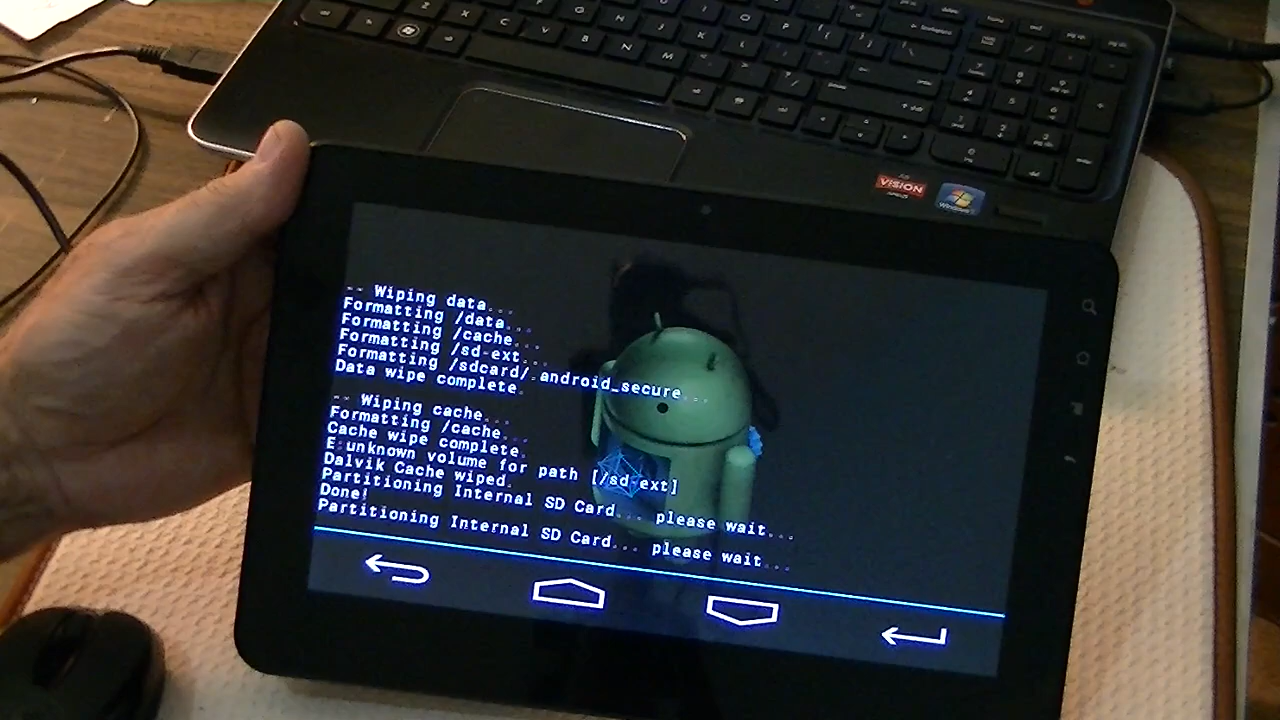 -- Wiping data...
Formatting /data...
Formatting /cache...
Formatting /sd-ext...
Formatting /sdcard/.android_secure...
Data wipe complete.
-- Wiping cache...
Formatting /cache...
Cache wipe complete.
E:unknown volume for path [/sd-ext]
Dalvik Cache wiped.
Partitioning Internal SD Card... please wait...
Done!
Partitioning Internal SD Card... please wait...
VISION